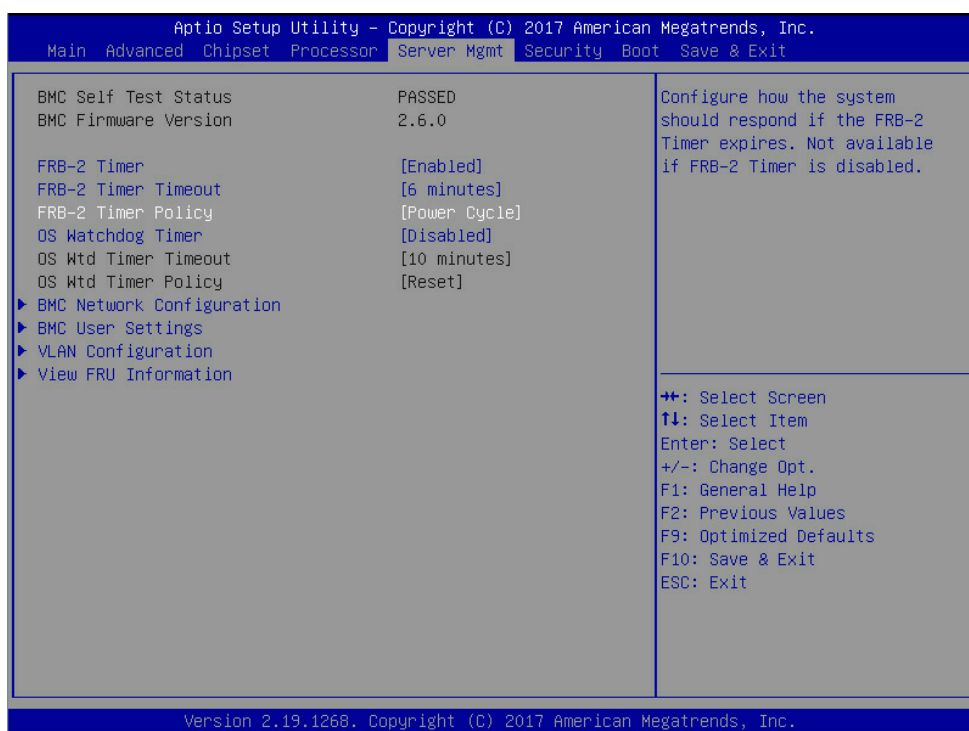 Aptio Setup Utility – Copyright (C) 2017 American Megatrends, Inc.
Main Advanced Chipset Processor Server Mgmt Security Boot Save & Exit
BMC Self Test Status PASSED
BMC Firmware Version 2.6.0
FRB-2 Timer [Enabled]
FRB-2 Timer Timeout [6 minutes]
FRB-2 Timer Policy [Power Cycle]
OS Watchdog Timer [Disabled]
OS Wtd Timer Timeout [10 minutes]
OS Wtd Timer Policy [Reset]
BMC Network Configuration
BMC User Settings
VLAN Configuration
View FRU Information
Configure how the system
should respond if the FRB-2
Timer expires. Not available
if FRB-2 Timer is disabled.
→←: Select Screen
↑↓: Select Item
Enter: Select
+/-: Change Opt.
F1: General Help
F2: Previous Values
F9: Optimized Defaults
F10: Save & Exit
ESC: Exit
Version 2.19.1268. Copyright (C) 2017 American Megatrends, Inc.